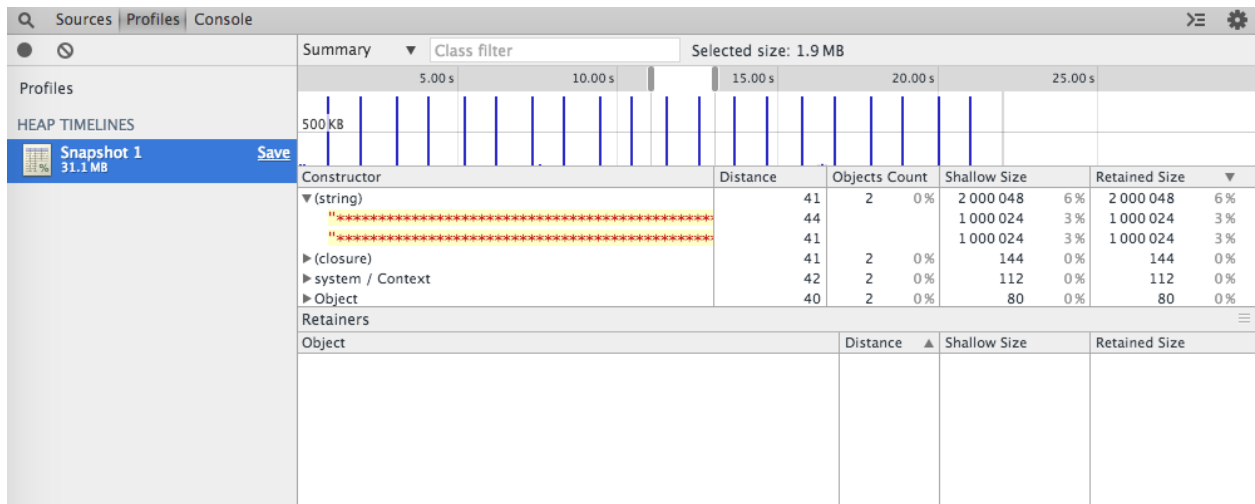 Sources Profiles Console
Summary ▼ Class filter Selected size: 1.9 MB
Profiles
5.00 s 10.00 s 15.00 s 20.00 s 25.00 s
HEAP TIMELINES
500 KB
Snapshot 1 Save
31.1 MB
Constructor Distance Objects Count Shallow Size Retained Size ▼
▼(string) 41 2 0% 2 000 048 6% 2 000 048 6%
"********************************************** 44 1 000 024 3% 1 000 024 3%
"********************************************** 41 1 000 024 3% 1 000 024 3%
▶(closure) 41 2 0% 144 0% 144 0%
▶system / Context 42 2 0% 112 0% 112 0%
▶Object 40 2 0% 80 0% 80 0%
Retainers
Object Distance ▲ Shallow Size Retained Size